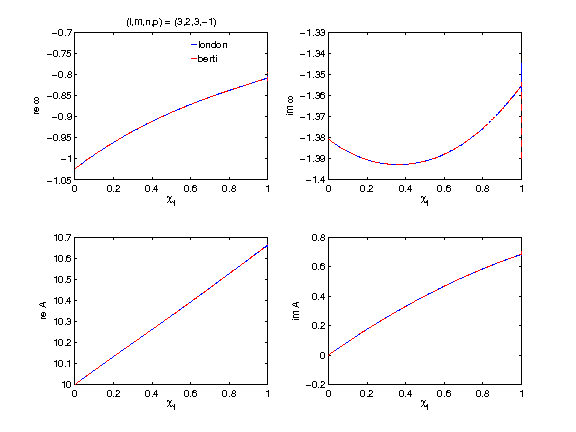 (l,m,n,p) = (3,2,3,−1)
−0.7
−0.75
−0.8
−0.85
−0.9
−0.95
−1
−1.05
re ω
london
berti
0 0.2 0.4 0.6 0.8 1
χf
−1.33
−1.34
−1.35
−1.36
−1.37
−1.38
−1.39
−1.4
im ω
0 0.2 0.4 0.6 0.8 1
χf
10.7
10.6
10.5
10.4
10.3
10.2
10.1
10
re A
0 0.2 0.4 0.6 0.8 1
χf
0.8
0.6
0.4
0.2
0
−0.2
im A
0 0.2 0.4 0.6 0.8 1
χf